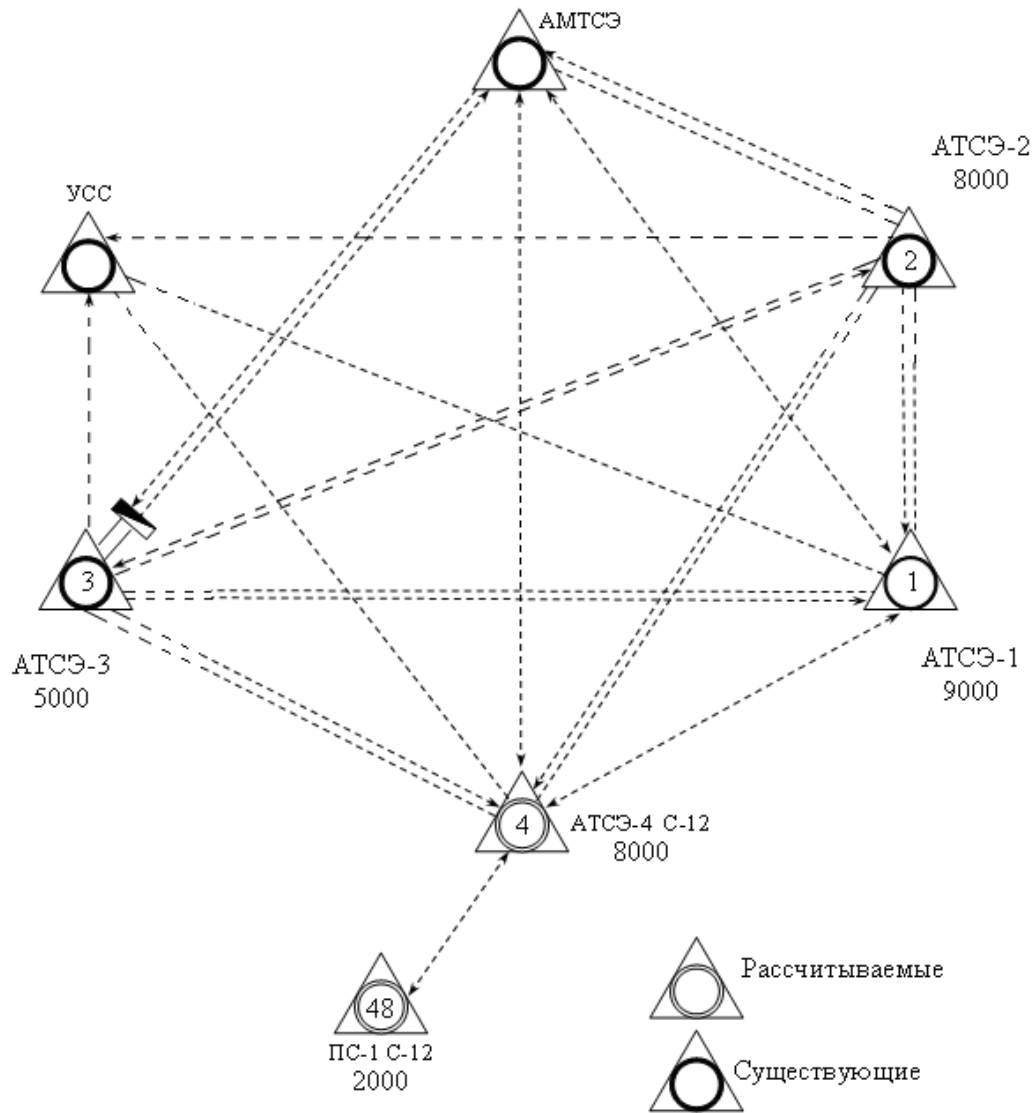 АМТСЭ
АТСЭ-2
8000
УСС
2
3
1
АТСЭ-3
5000
АТСЭ-1
9000
4
АТСЭ-4 С-12
8000
48
ПС-1 С-12
2000
Рассчитываемые
Существующие